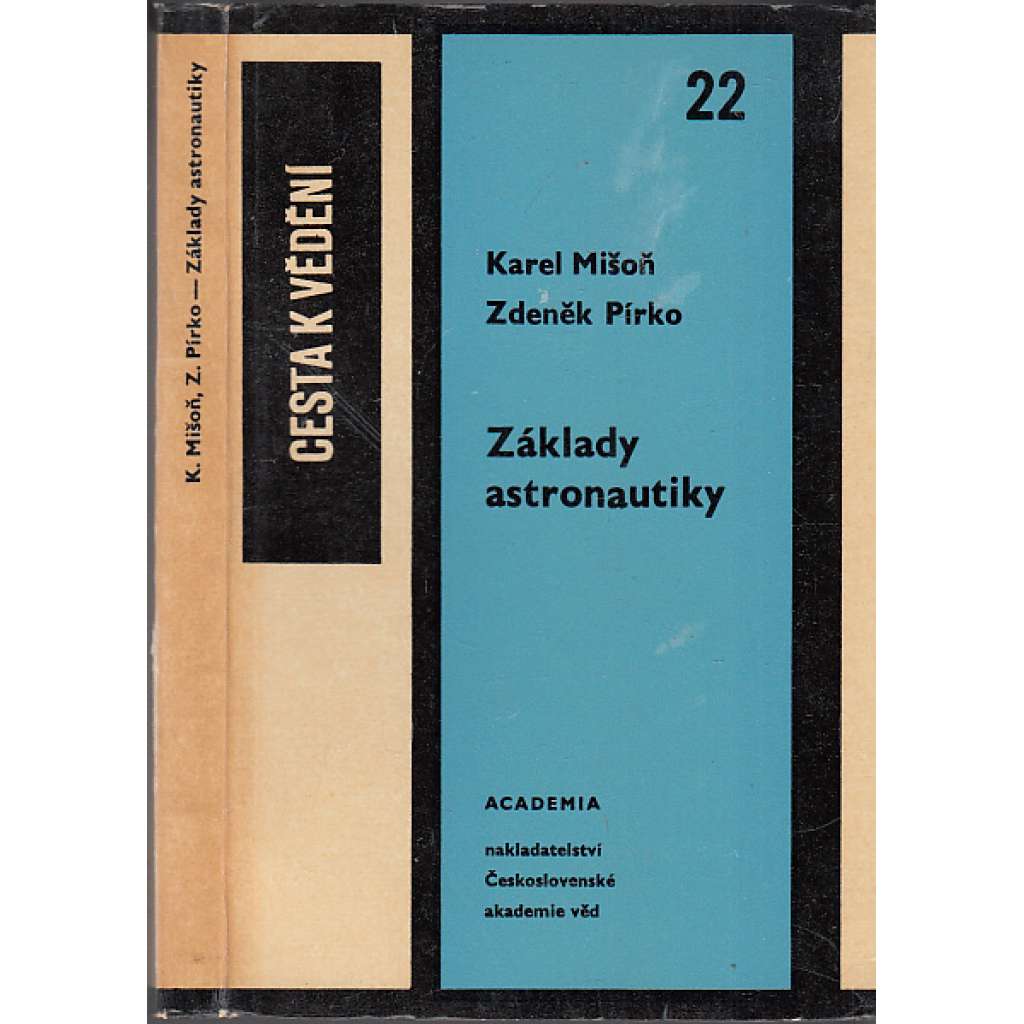 K. Mišoň, Z. Pírko — Základy astronautiky
CESTA K VĚDĚNÍ
22
Karel Mišoň
Zdeněk Pírko
Základy
astronautiky
ACADEMIA
nakladatelství
Československé
akademie věd